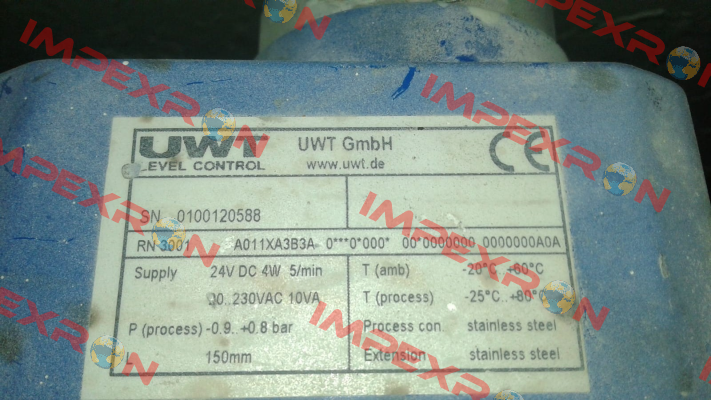 UWT
LEVEL CONTROL
UWT GmbH
www.uwt.de
CE
SN 0100120588
RN 3001 A011XA3B3A 0***0*000* 00*0000000 0000000A0A
Supply 24V DC 4W 5/min
0..230VAC 10VA
P (process) -0.9. +0.8 bar
L 150mm
T (amb) -20°C +60°C
T (process) -25°C..+80°C
Process con. stainless steel
Extension stainless steel
IMPEXRON
IMPEXRON
IMPEXRON
IMPEXRON
IMPEXRON
IMPEXRON